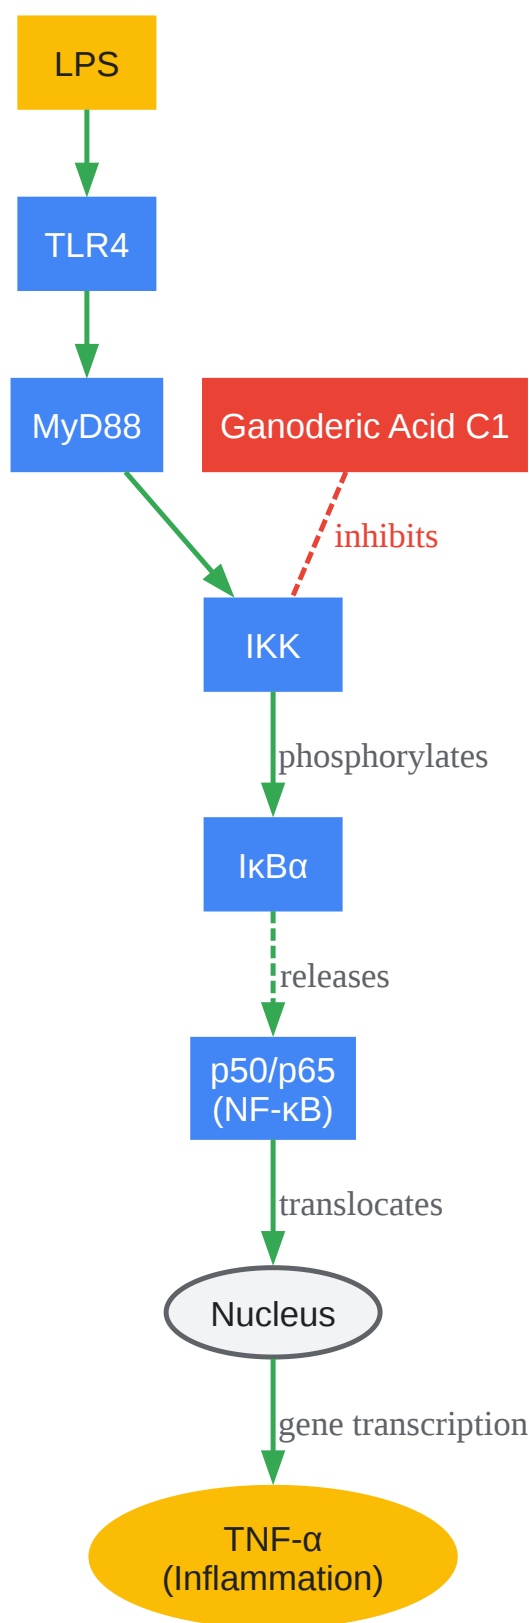 LPS
TLR4
MyD88
Ganoderic Acid C1
inhibits
IKK
phosphorylates
IκBα
releases
p50/p65
(NF-κB)
translocates
Nucleus
gene transcription
TNF-α
(Inflammation)